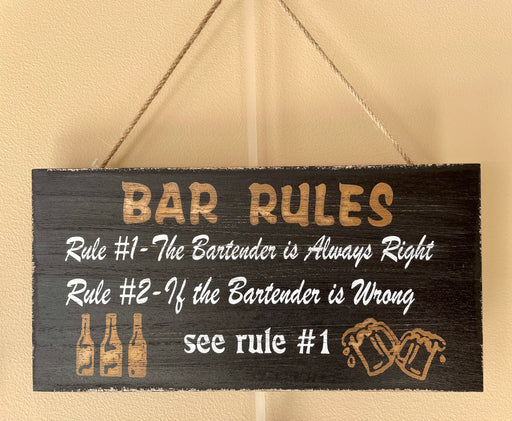 BAR RULES
Rule #1-The Bartender is Always Right
Rule #2-If the Bartender is Wrong
see rule #1